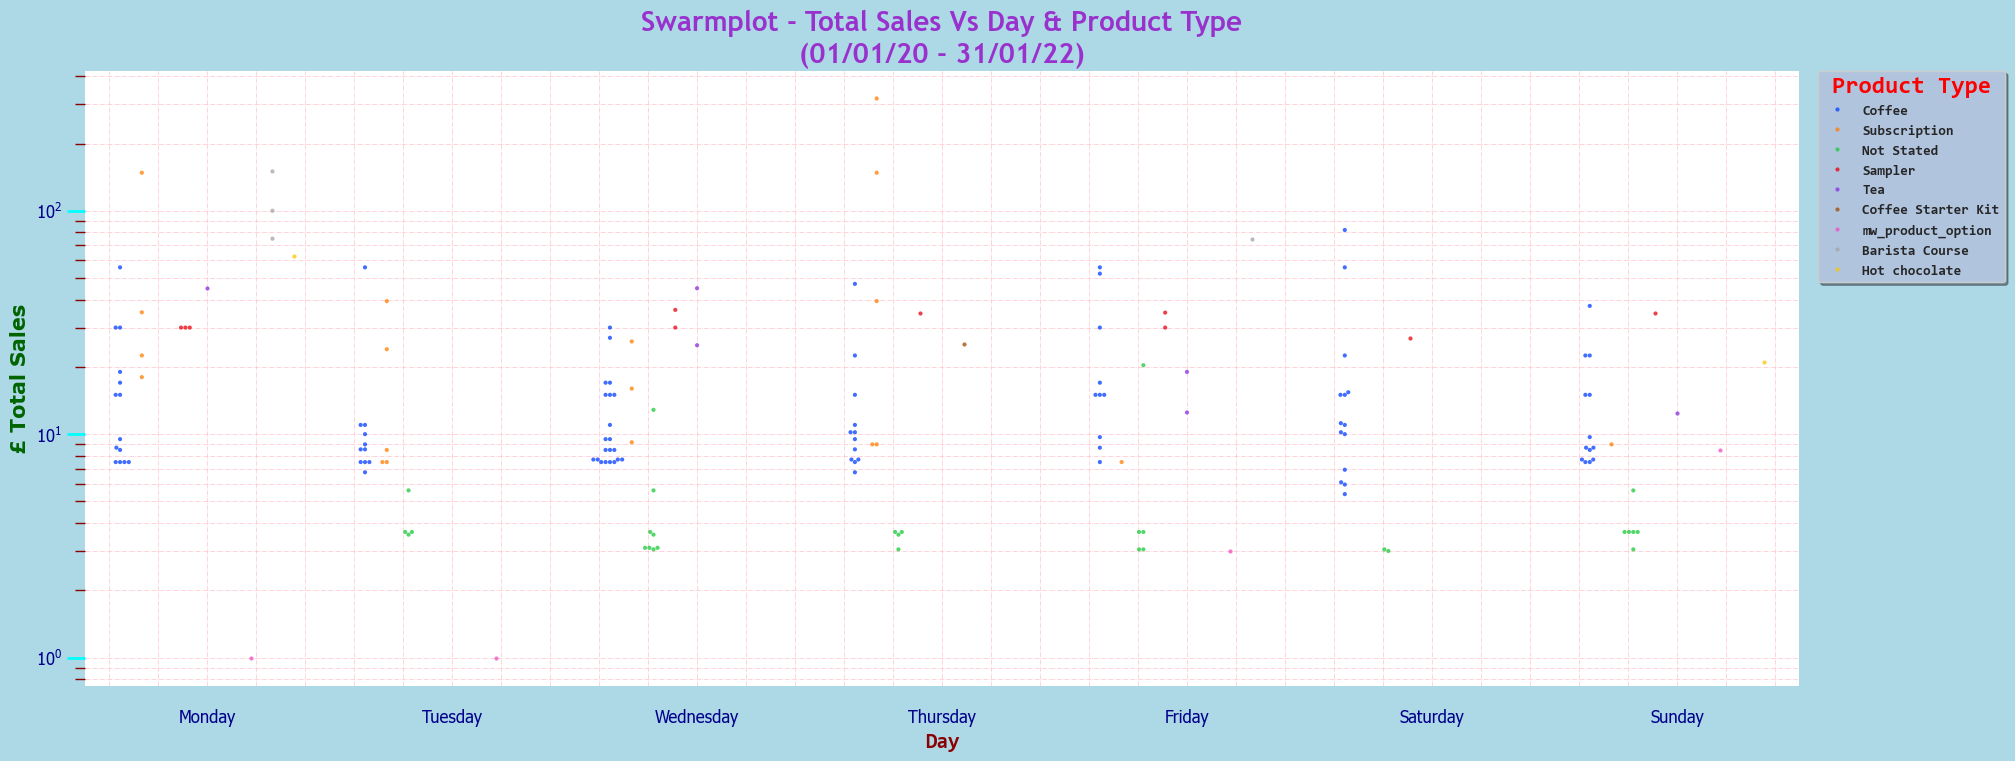 Swarmplot - Total Sales Vs Day & Product Type
(01/01/20 - 31/01/22)
£ Total Sales
10²
10¹
10⁰
Monday
Tuesday
Wednesday
Thursday
Friday
Saturday
Sunday
Day
Product Type
Coffee
Subscription
Not Stated
Sampler
Tea
Coffee Starter Kit
mw_product_option
Barista Course
Hot chocolate